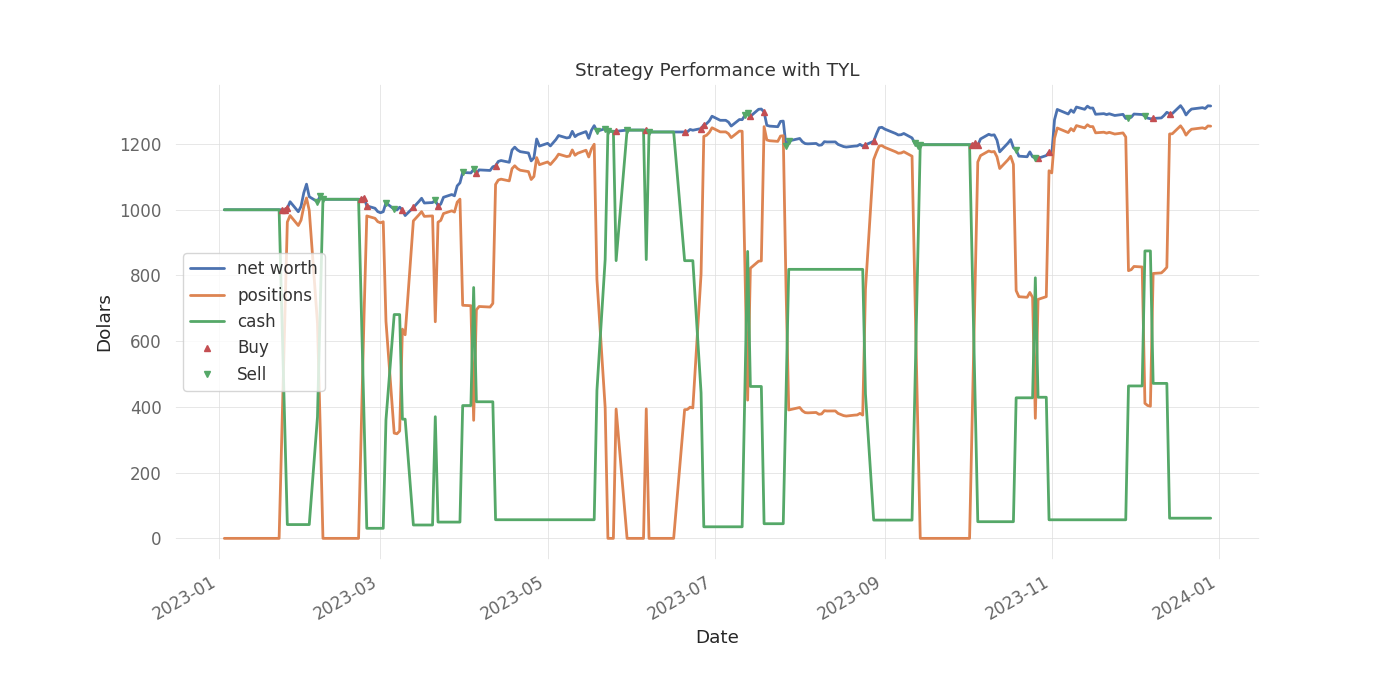 Strategy Performance with TYL
Dolars
1200
1000
800
600
400
200
0
net worth
positions
cash
Buy
Sell
2023-01
2023-03
2023-05
2023-07
2023-09
2023-11
2024-01
Date